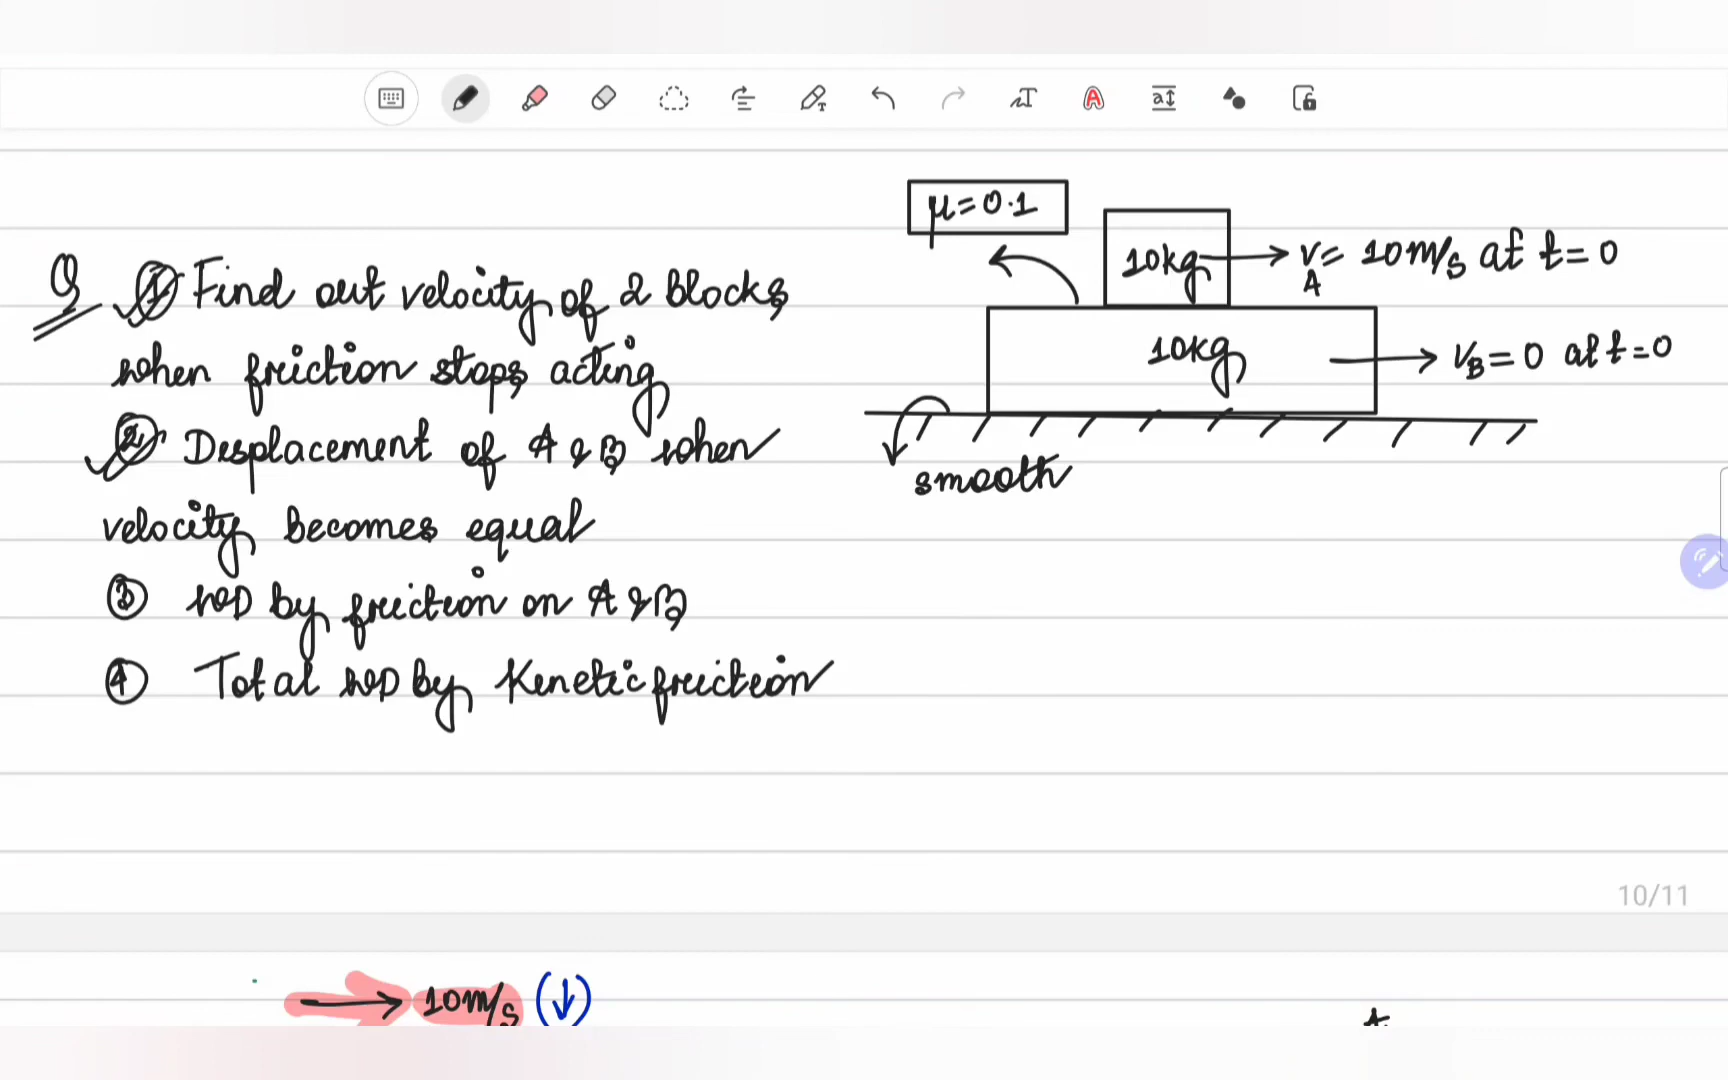 μ=0.1
10kg → v_A = 10m/s at t=0
10kg → v_B=0 at t=0
smooth
Q ① Find out velocity of 2 blocks
when friction stops acting
② Desplacement of A & B when
velocity becomes equal
③ WD by friction on A & B
④ Total WD by Kenetic friction
10/11
→ 10m/s (↓)